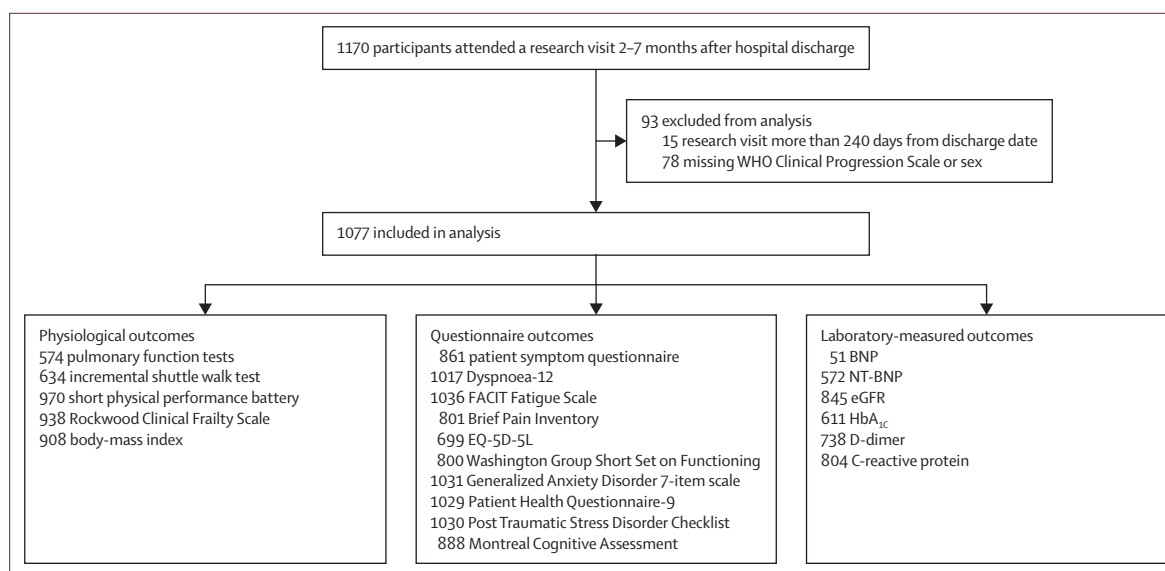 1170 participants attended a research visit 2–7 months after hospital discharge
93 excluded from analysis
15 research visit more than 240 days from discharge date
78 missing WHO Clinical Progression Scale or sex
1077 included in analysis
Physiological outcomes
574 pulmonary function tests
634 incremental shuttle walk test
970 short physical performance battery
938 Rockwood Clinical Frailty Scale
908 body-mass index
Questionnaire outcomes
861 patient symptom questionnaire
1017 Dyspnoea-12
1036 FACIT Fatigue Scale
801 Brief Pain Inventory
699 EQ-5D-5L
800 Washington Group Short Set on Functioning
1031 Generalized Anxiety Disorder 7-item scale
1029 Patient Health Questionnaire-9
1030 Post Traumatic Stress Disorder Checklist
888 Montreal Cognitive Assessment
Laboratory-measured outcomes
51 BNP
572 NT-BNP
845 eGFR
611 HbA1C
738 D-dimer
804 C-reactive protein